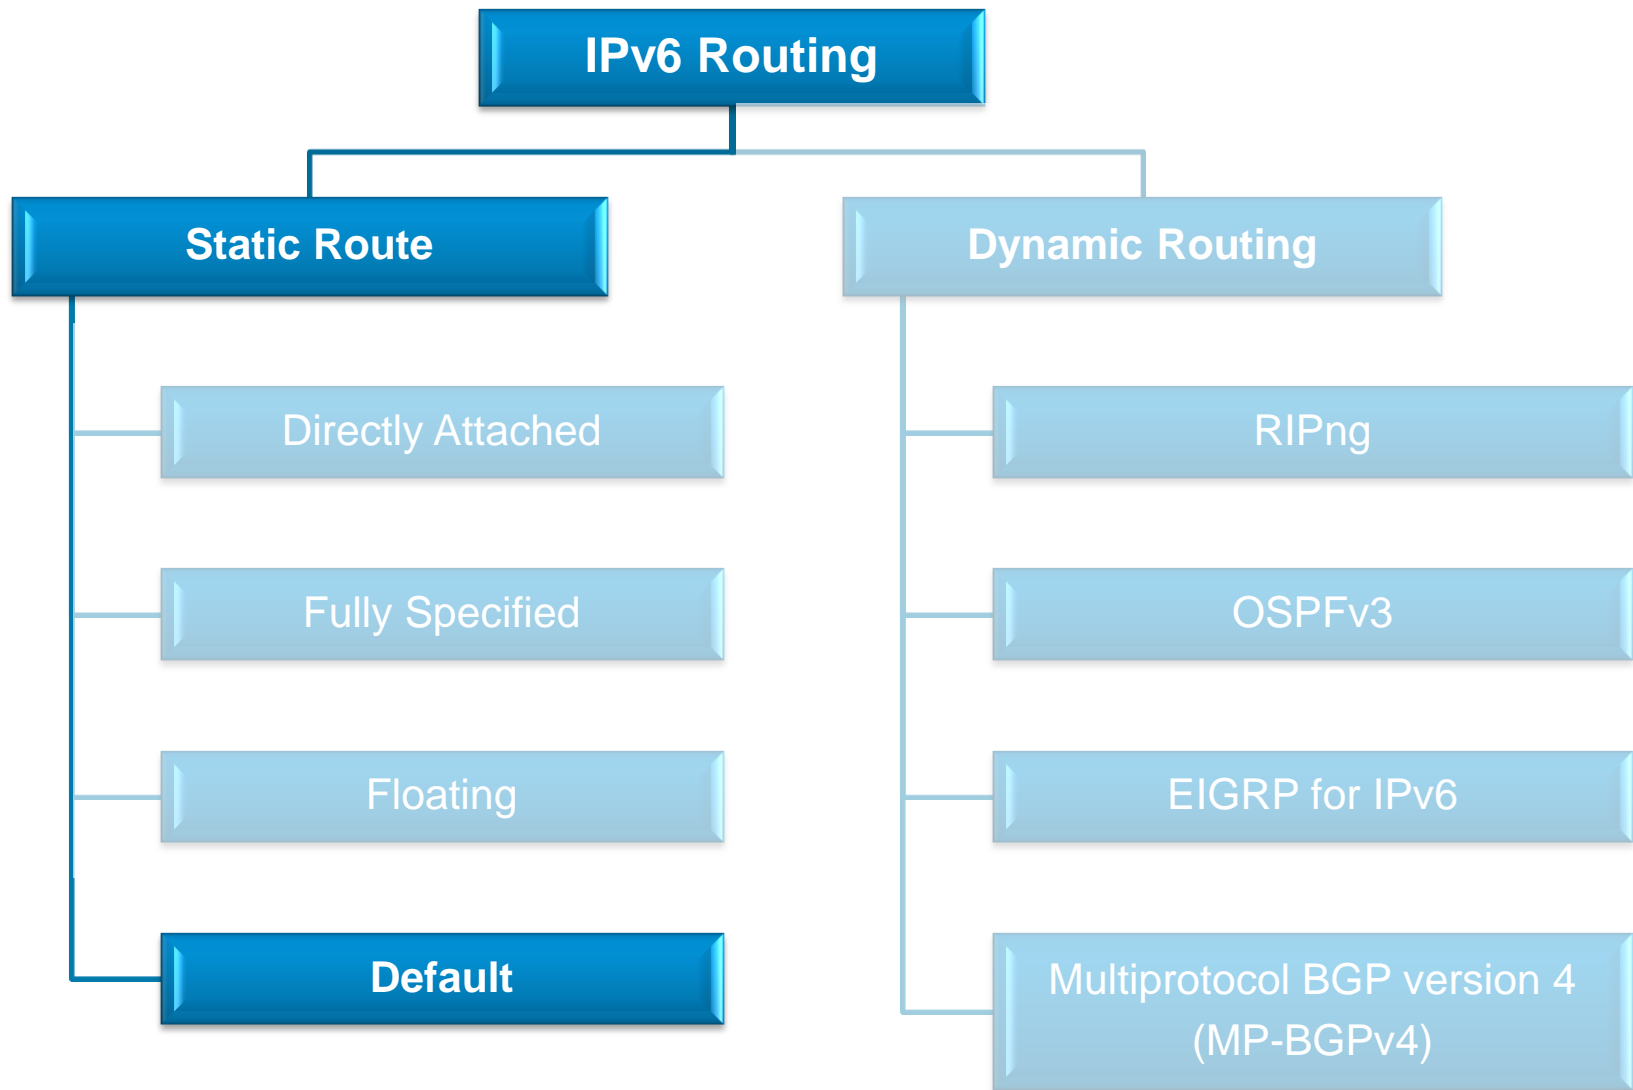 IPv6 Routing
Static Route
Directly Attached
Fully Specified
Floating
Default
Dynamic Routing
RIPng
OSPFv3
EIGRP for IPv6
Multiprotocol BGP version 4
(MP-BGPv4)